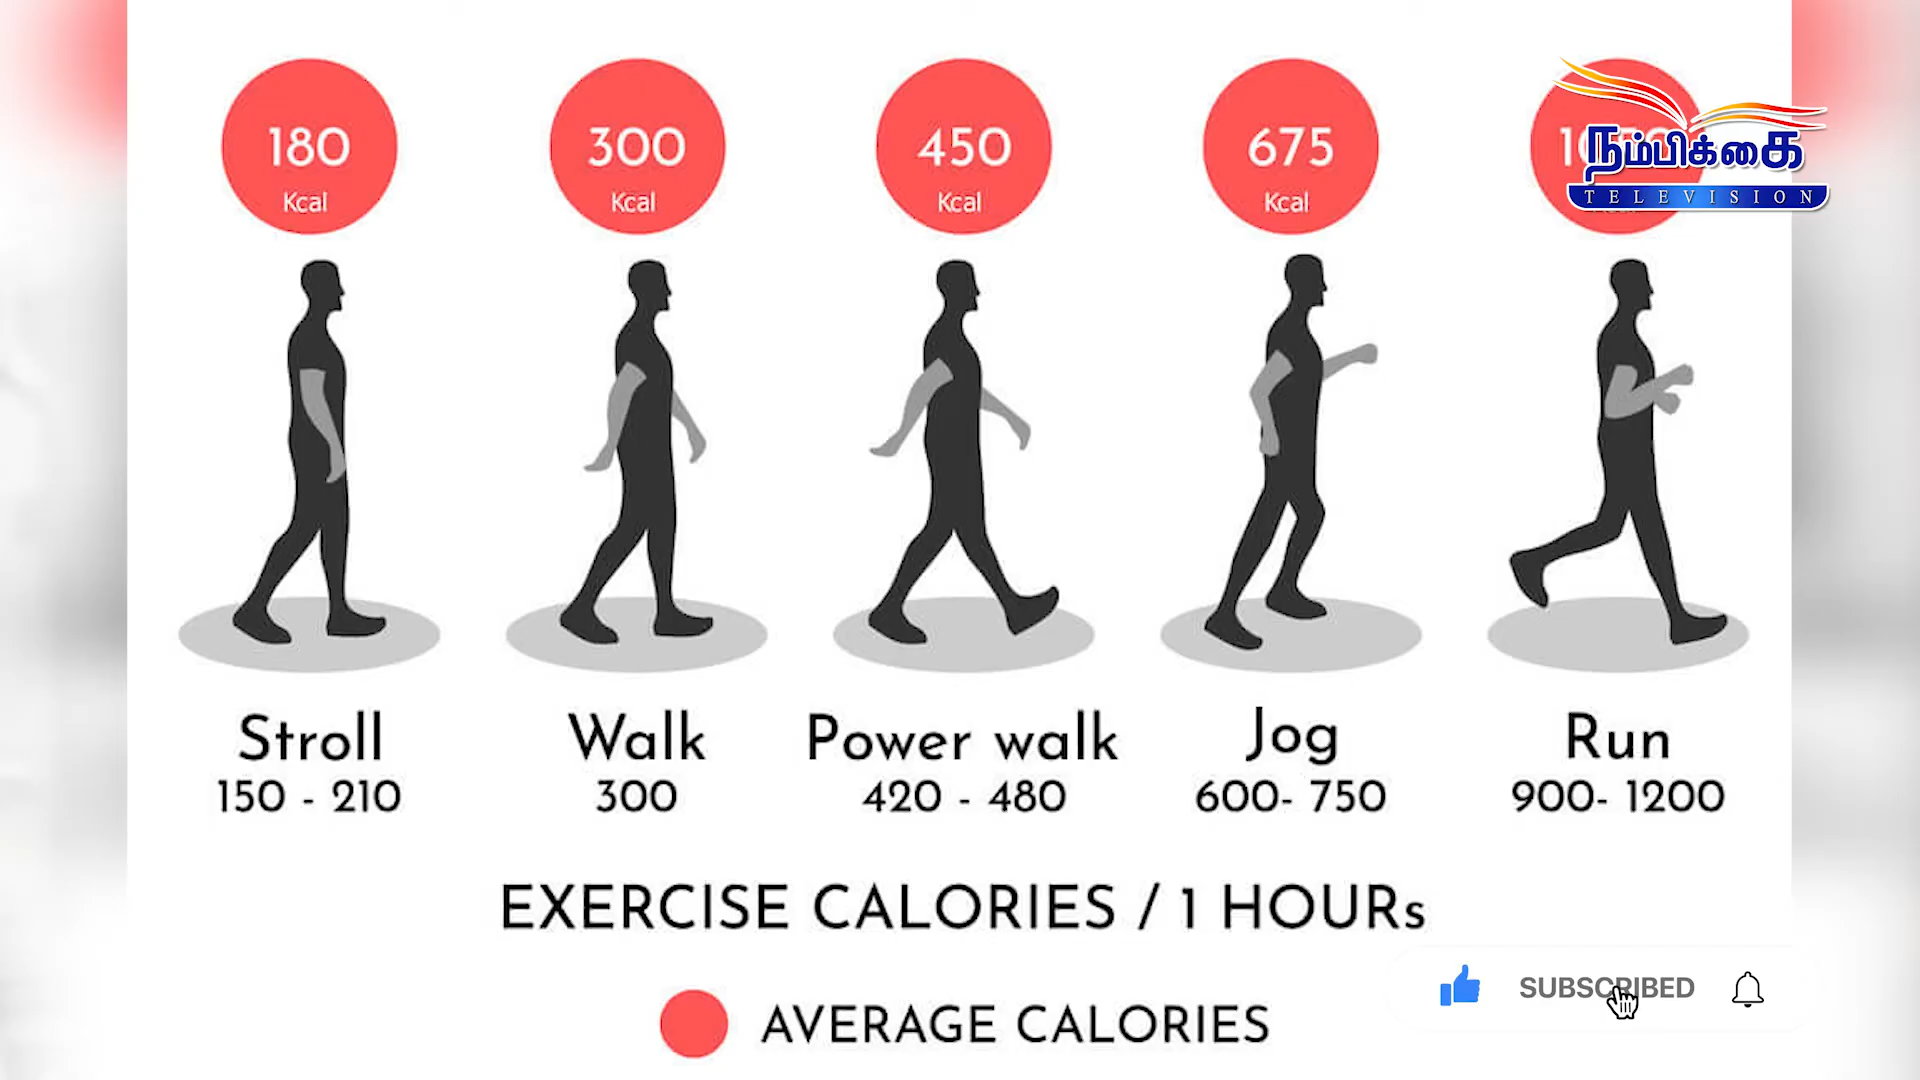 180
Kcal
300
Kcal
450
Kcal
675
Kcal
நம்பிக்கை
TELEVISION
Stroll
150 - 210
Walk
300
Power walk
420 - 480
Jog
600- 750
Run
900- 1200
EXERCISE CALORIES / 1 HOURs
AVERAGE CALORIES
SUBSCRIBED